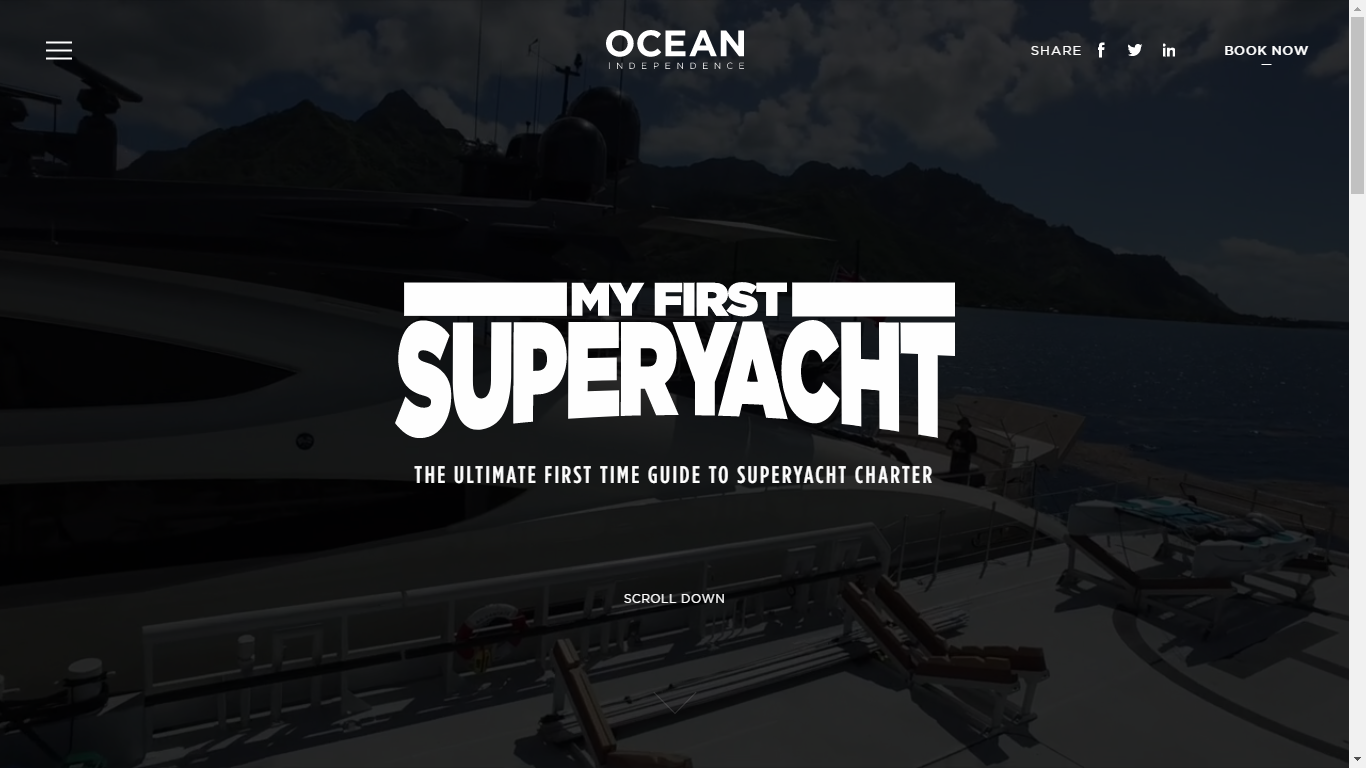 OCEAN
INDEPENDENCE
SHARE
BOOK NOW
MY FIRST
SUPERYACHT
THE ULTIMATE FIRST TIME GUIDE TO SUPERYACHT CHARTER
SCROLL DOWN